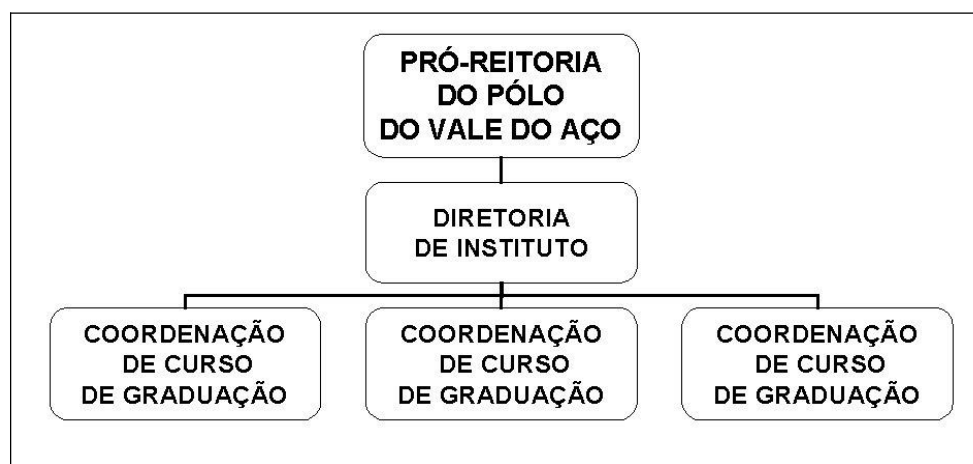 PRÓ-REITORIA
DO PÓLO
DO VALE DO AÇO
DIRETORIA
DE INSTITUTO
COORDENAÇÃO
DE CURSO
DE GRADUAÇÃO
COORDENAÇÃO
DE CURSO
DE GRADUAÇÃO
COORDENAÇÃO
DE CURSO
DE GRADUAÇÃO